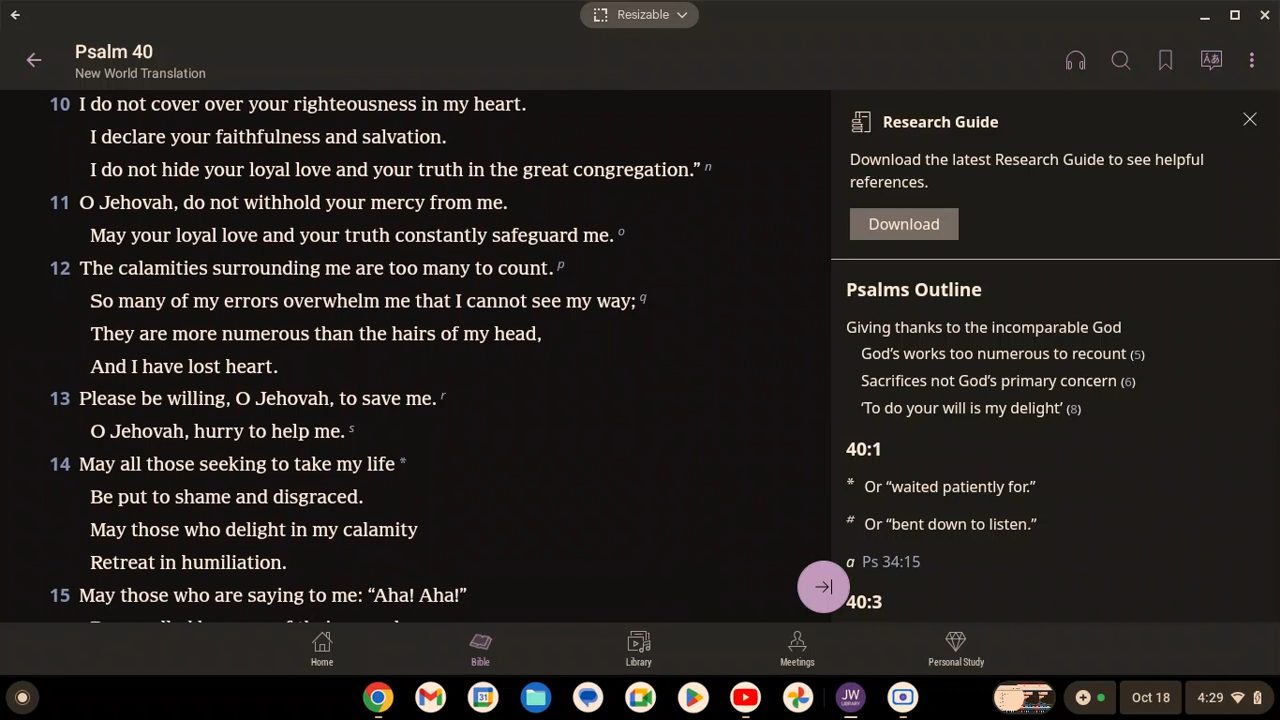 Resizable
Psalm 40
New World Translation
10 I do not cover over your righteousness in my heart.
I declare your faithfulness and salvation.
I do not hide your loyal love and your truth in the great congregation.” n
11 O Jehovah, do not withhold your mercy from me.
May your loyal love and your truth constantly safeguard me. o
12 The calamities surrounding me are too many to count. p
So many of my errors overwhelm me that I cannot see my way; q
They are more numerous than the hairs of my head,
And I have lost heart.
13 Please be willing, O Jehovah, to save me. r
O Jehovah, hurry to help me. s
14 May all those seeking to take my life *
Be put to shame and disgraced.
May those who delight in my calamity
Retreat in humiliation.
15 May those who are saying to me: “Aha! Aha!”
Research Guide
Download the latest Research Guide to see helpful
references.
Download
Psalms Outline
Giving thanks to the incomparable God
God’s works too numerous to recount (5)
Sacrifices not God’s primary concern (6)
‘To do your will is my delight’ (8)
40:1
* Or “waited patiently for.”
# Or “bent down to listen.”
a Ps 34:15
40:3
Home
Bible
Library
Meetings
Personal Study
31
JW
LIBRARY
Oct 18
4:29